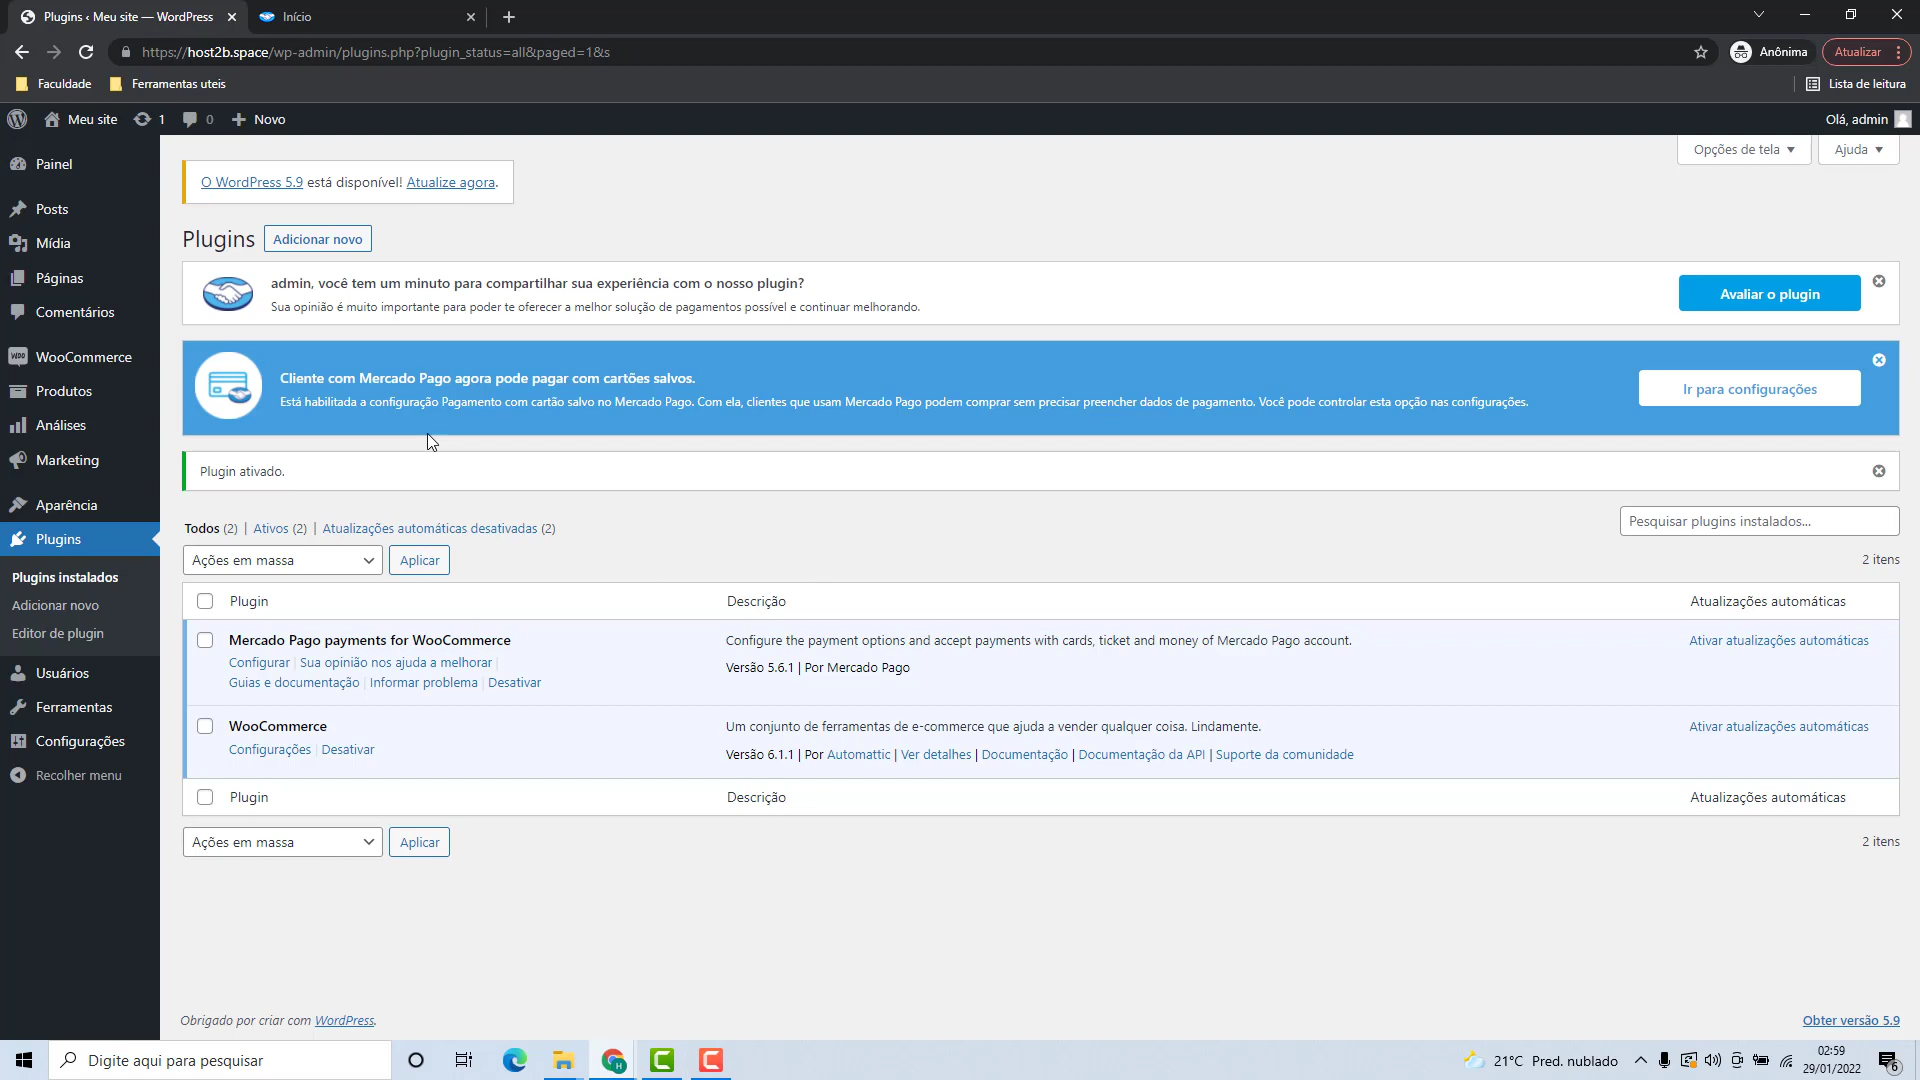 Plugins ‹ Meu site — WordPress
Início
https://host2b.space/wp-admin/plugins.php?plugin_status=all&paged=1&s
Anônima
Atualizar
Faculdade
Ferramentas uteis
Lista de leitura
Meu site
1
0
Novo
Olá, admin
Painel
Posts
Mídia
Páginas
Comentários
WooCommerce
Produtos
Análises
Marketing
Aparência
Plugins
Plugins instalados
Adicionar novo
Editor de plugin
Usuários
Ferramentas
Configurações
Recolher menu
Opções de tela
Ajuda
O WordPress 5.9 está disponível! Atualize agora.
Plugins
Adicionar novo
admin, você tem um minuto para compartilhar sua experiência com o nosso plugin?
Sua opinião é muito importante para poder te oferecer a melhor solução de pagamentos possível e continuar melhorando.
Avaliar o plugin
Cliente com Mercado Pago agora pode pagar com cartões salvos.
Está habilitada a configuração Pagamento com cartão salvo no Mercado Pago. Com ela, clientes que usam Mercado Pago podem comprar sem precisar preencher dados de pagamento. Você pode controlar esta opção nas configurações.
Ir para configurações
Plugin ativado.
Todos (2) | Ativos (2) | Atualizações automáticas desativadas (2)
Pesquisar plugins instalados...
Ações em massa
Aplicar
2 itens
Plugin
Descrição
Atualizações automáticas
Mercado Pago payments for WooCommerce
Configurar | Sua opinião nos ajuda a melhorar |
Guias e documentação | Informar problema | Desativar
Configure the payment options and accept payments with cards, ticket and money of Mercado Pago account.
Versão 5.6.1 | Por Mercado Pago
Ativar atualizações automáticas
WooCommerce
Configurações | Desativar
Um conjunto de ferramentas de e-commerce que ajuda a vender qualquer coisa. Lindamente.
Versão 6.1.1 | Por Automattic | Ver detalhes | Documentação | Documentação da API | Suporte da comunidade
Ativar atualizações automáticas
Plugin
Descrição
Atualizações automáticas
Ações em massa
Aplicar
2 itens
Obrigado por criar com WordPress.
Obter versão 5.9
Digite aqui para pesquisar
21°C Pred. nublado
02:59
29/01/2022
6